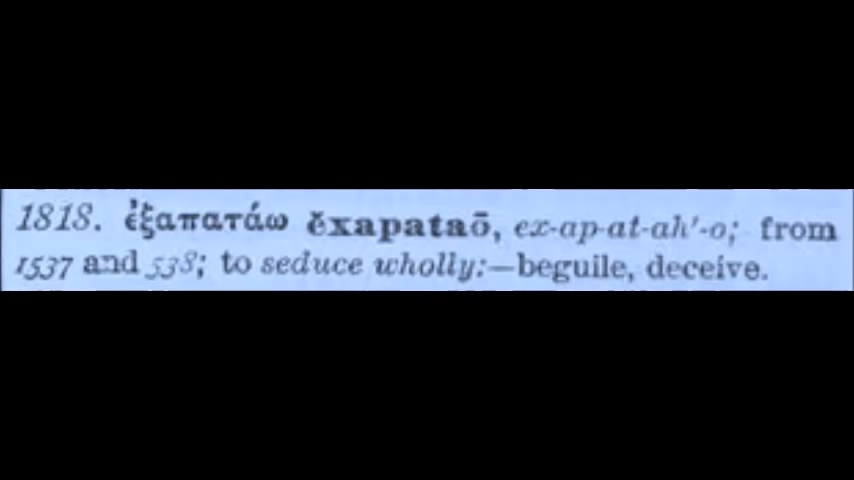 1818. ἐξαπατάω ĕxapataō, ex-ap-at-ah'-o; from
1537 and 538; to seduce wholly:—beguile, deceive.